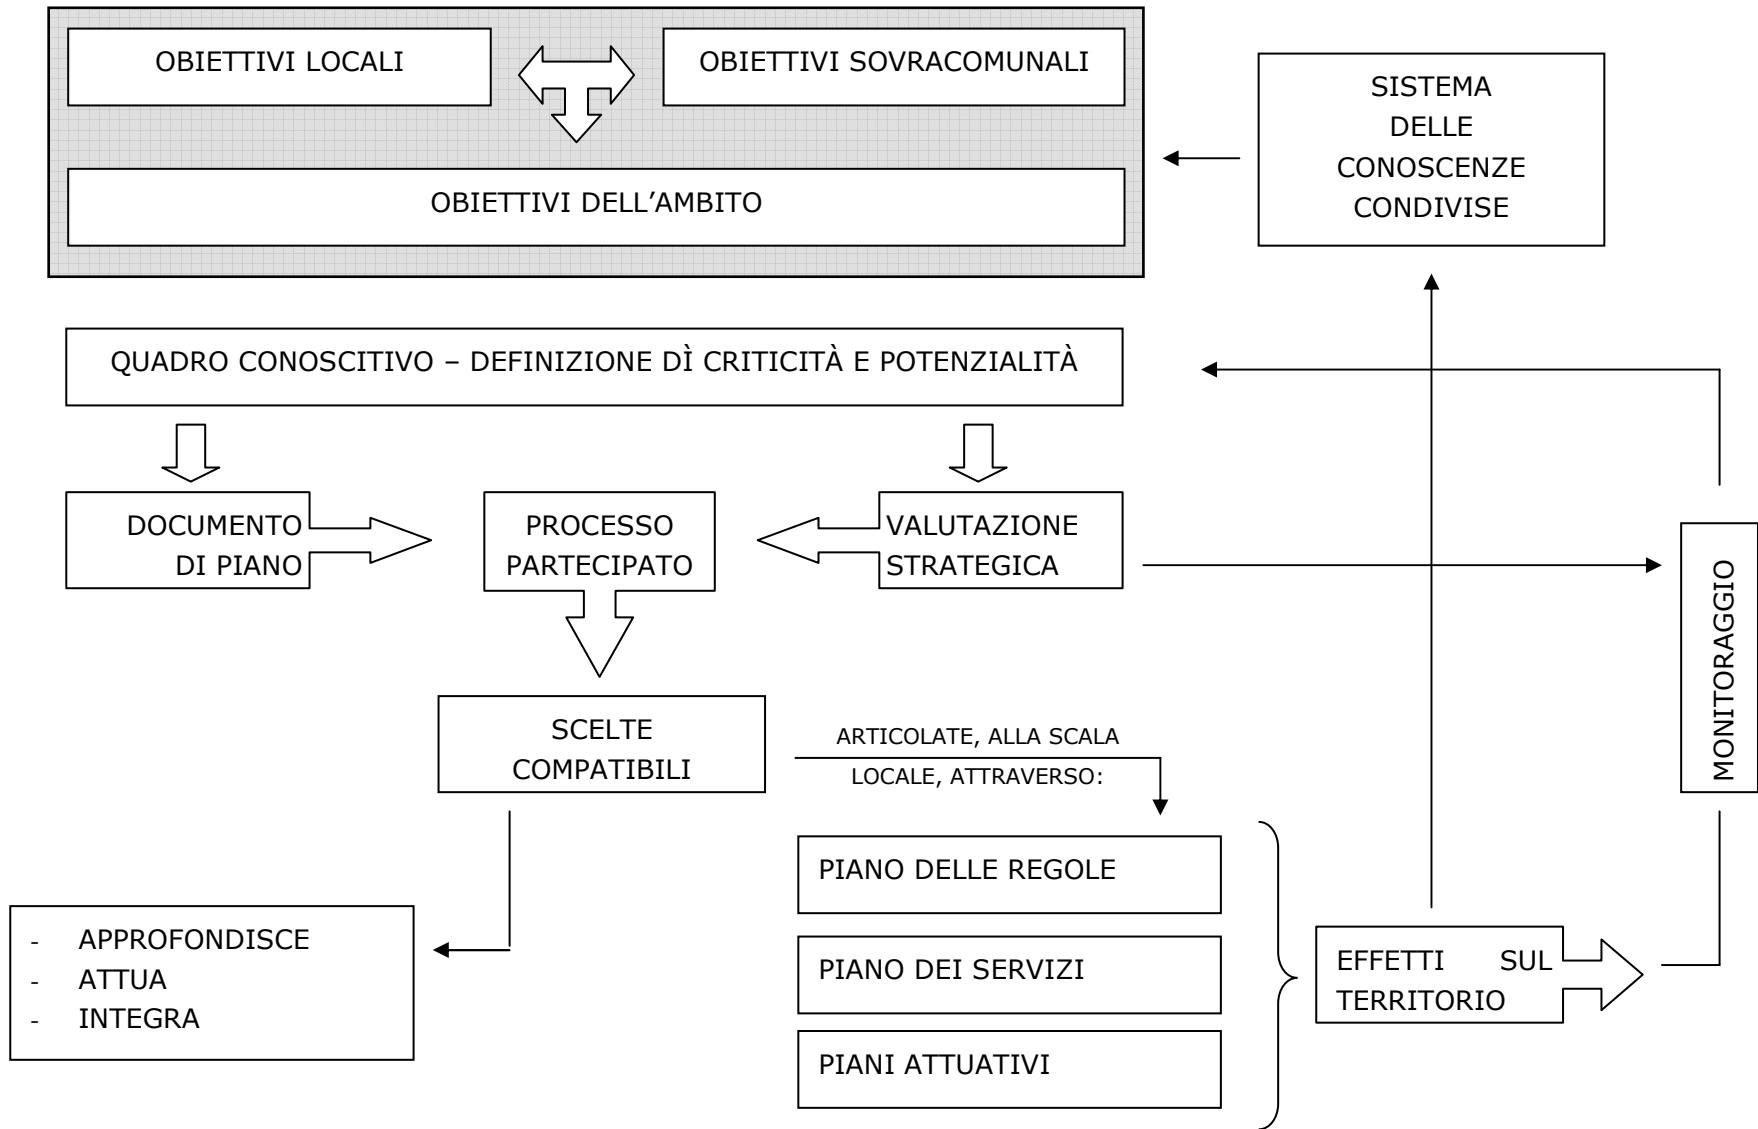 OBIETTIVI LOCALI
OBIETTIVI SOVRACOMUNALI
OBIETTIVI DELL’AMBITO
SISTEMA
DELLE
CONOSCENZE
CONDIVISE
QUADRO CONOSCITIVO – DEFINIZIONE DÌ CRITICITÀ E POTENZIALITÀ
DOCUMENTO
DI PIANO
PROCESSO
PARTECIPATO
VALUTAZIONE
STRATEGICA
MONITORAGGIO
SCELTE
COMPATIBILI
ARTICOLATE, ALLA SCALA
LOCALE, ATTRAVERSO:
PIANO DELLE REGOLE
PIANO DEI SERVIZI
PIANI ATTUATIVI
- APPROFONDISCE
- ATTUA
- INTEGRA
EFFETTI SUL
TERRITORIO